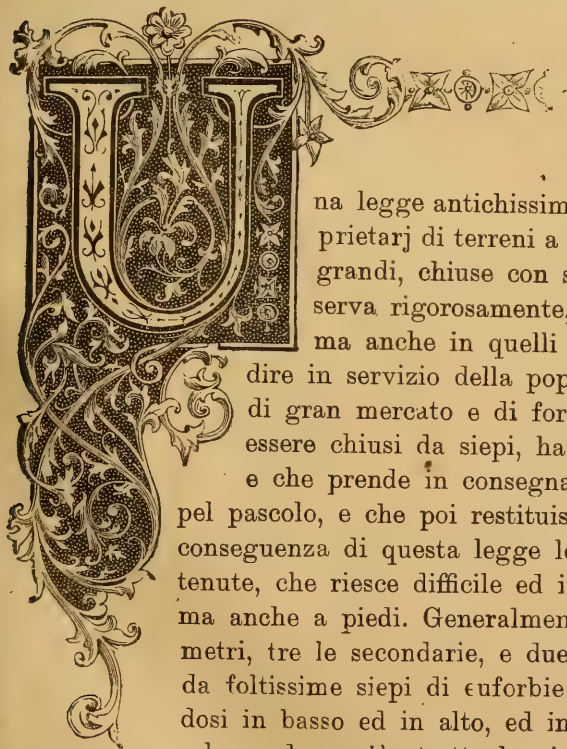 Una legge antichissim
prietarj di terreni a
grandi, chiuse con s
serva rigorosamente,
ma anche in quelli
dire in servizio della pop
di gran mercato e di for
essere chiusi da siepi, ha
e che prende in consegna
pel pascolo, e che poi restituis
conseguenza di questa legge le
tenute, che riesce difficile ed i
ma anche a piedi. Generalmen
metri, tre le secondarie, e due
da foltissime siepi di euforbie
dosi in basso ed in alto, ed in